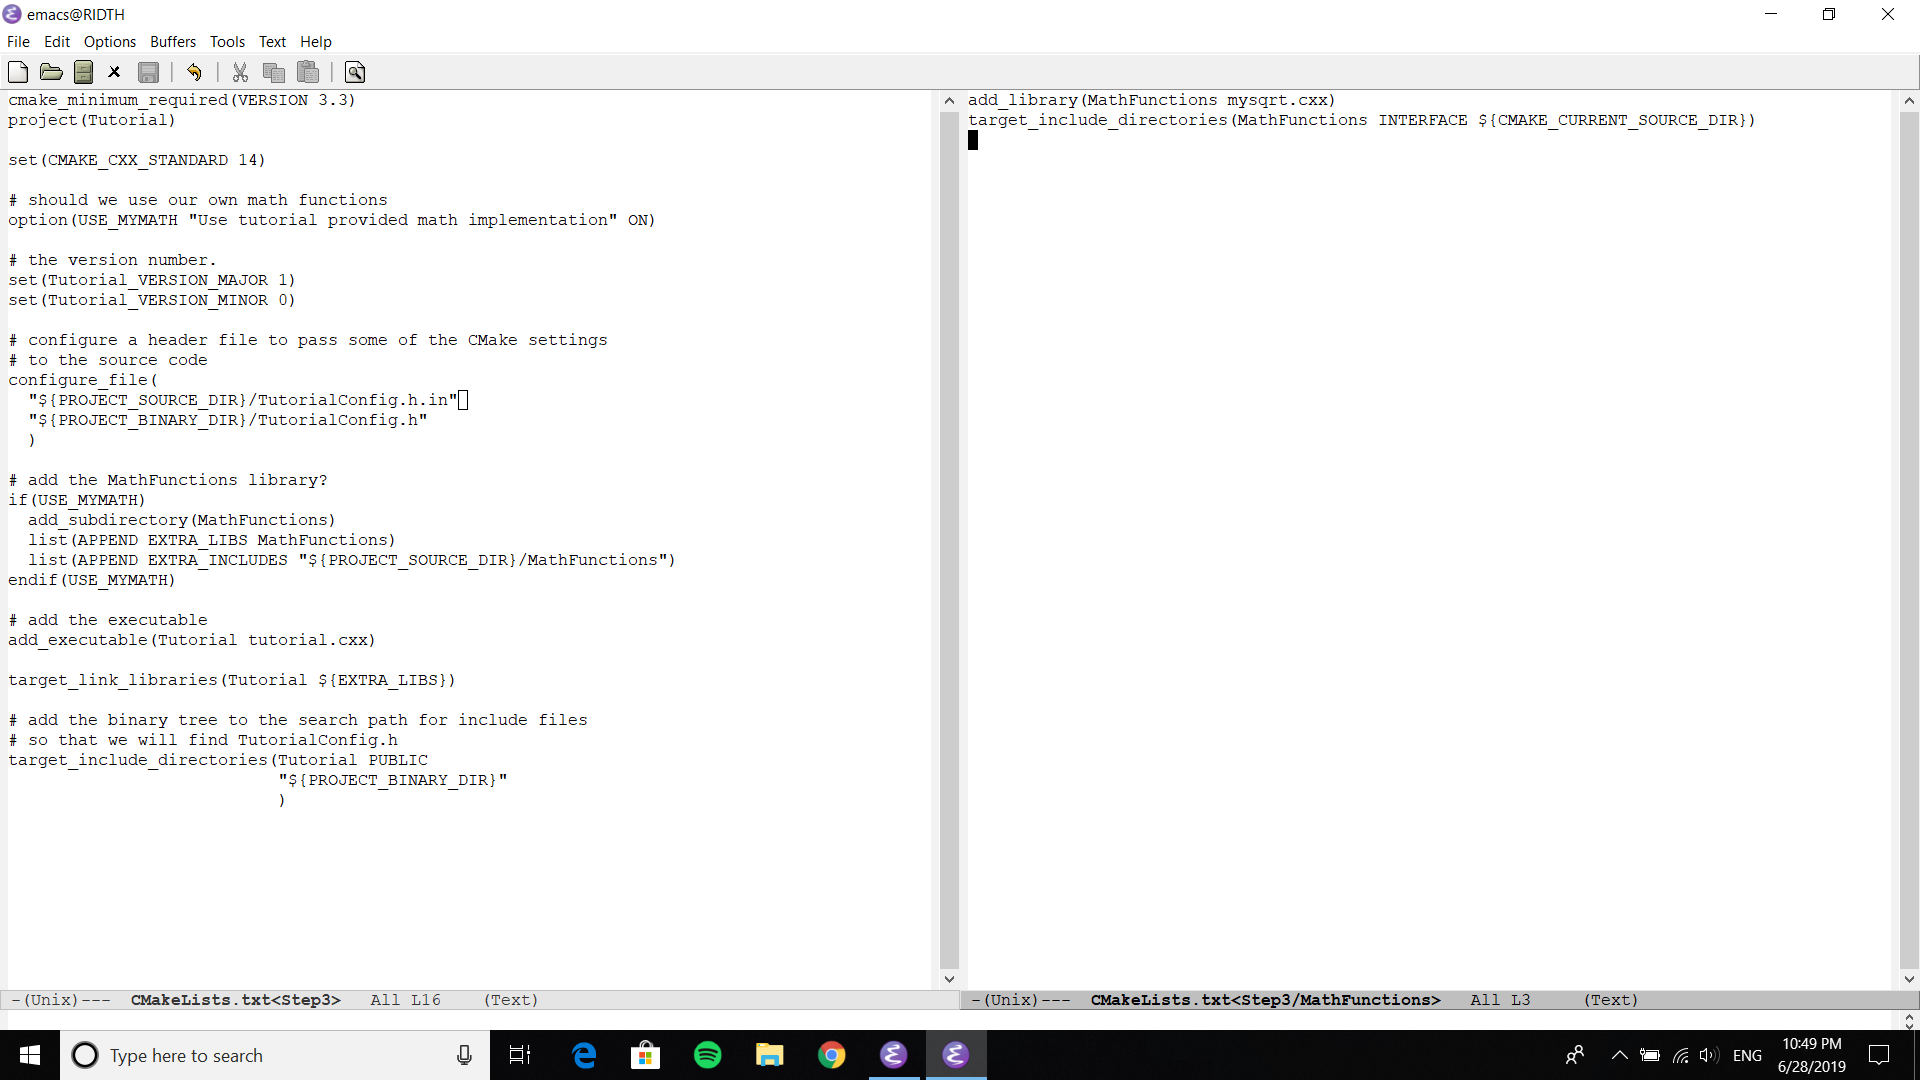 emacs@RIDTH
File Edit Options Buffers Tools Text Help
cmake_minimum_required(VERSION 3.3)
project(Tutorial)
set(CMAKE_CXX_STANDARD 14)
# should we use our own math functions
option(USE_MYMATH "Use tutorial provided math implementation" ON)
# the version number.
set(Tutorial_VERSION_MAJOR 1)
set(Tutorial_VERSION_MINOR 0)
# configure a header file to pass some of the CMake settings
# to the source code
configure_file(
  "${PROJECT_SOURCE_DIR}/TutorialConfig.h.in"
  "${PROJECT_BINARY_DIR}/TutorialConfig.h"
  )
# add the MathFunctions library?
if(USE_MYMATH)
  add_subdirectory(MathFunctions)
  list(APPEND EXTRA_LIBS MathFunctions)
  list(APPEND EXTRA_INCLUDES "${PROJECT_SOURCE_DIR}/MathFunctions")
endif(USE_MYMATH)
# add the executable
add_executable(Tutorial tutorial.cxx)
target_link_libraries(Tutorial ${EXTRA_LIBS})
# add the binary tree to the search path for include files
# so that we will find TutorialConfig.h
target_include_directories(Tutorial PUBLIC
                           "${PROJECT_BINARY_DIR}"
                           )
-(Unix)---  CMakeLists.txt<Step3>   All L16    (Text)
add_library(MathFunctions mysqrt.cxx)
target_include_directories(MathFunctions INTERFACE ${CMAKE_CURRENT_SOURCE_DIR})
-(Unix)---  CMakeLists.txt<Step3/MathFunctions>   All L3     (Text)
Type here to search
ENG
10:49 PM
6/28/2019